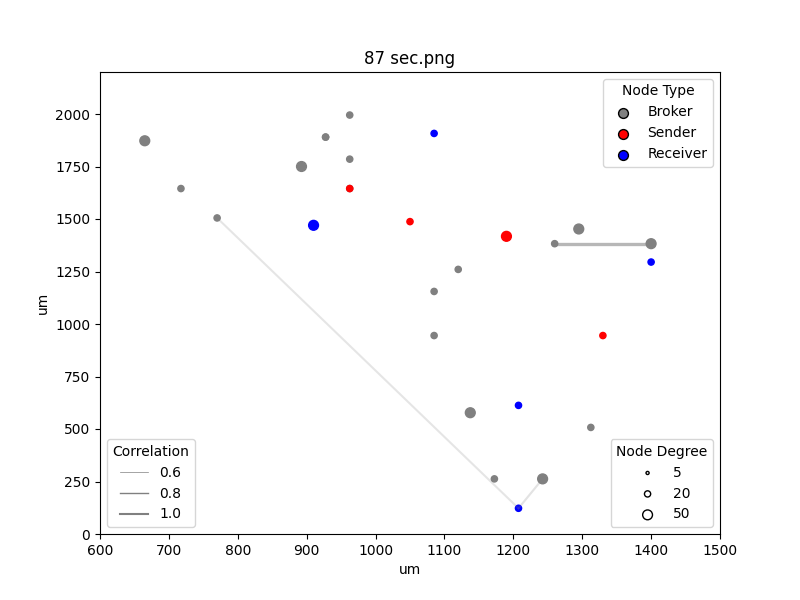 87 sec.png
Node Type
Broker
Sender
Receiver
2000
1750
1500
1250
1000
750
500
250
0
um
Correlation
0.6
0.8
1.0
Node Degree
5
20
50
600 700 800 900 1000 1100 1200 1300 1400 1500
um